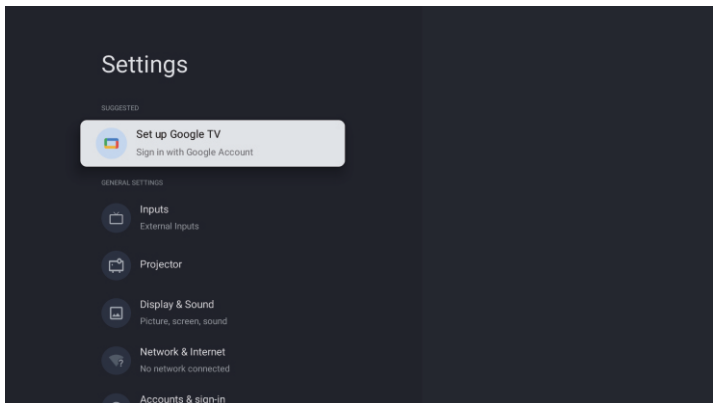 Settings
SUGGESTED
Set up Google TV
Sign in with Google Account
GENERAL SETTINGS
Inputs
External Inputs
Projector
Display & Sound
Picture, screen, sound
Network & Internet
No network connected
Accounts & sign-in